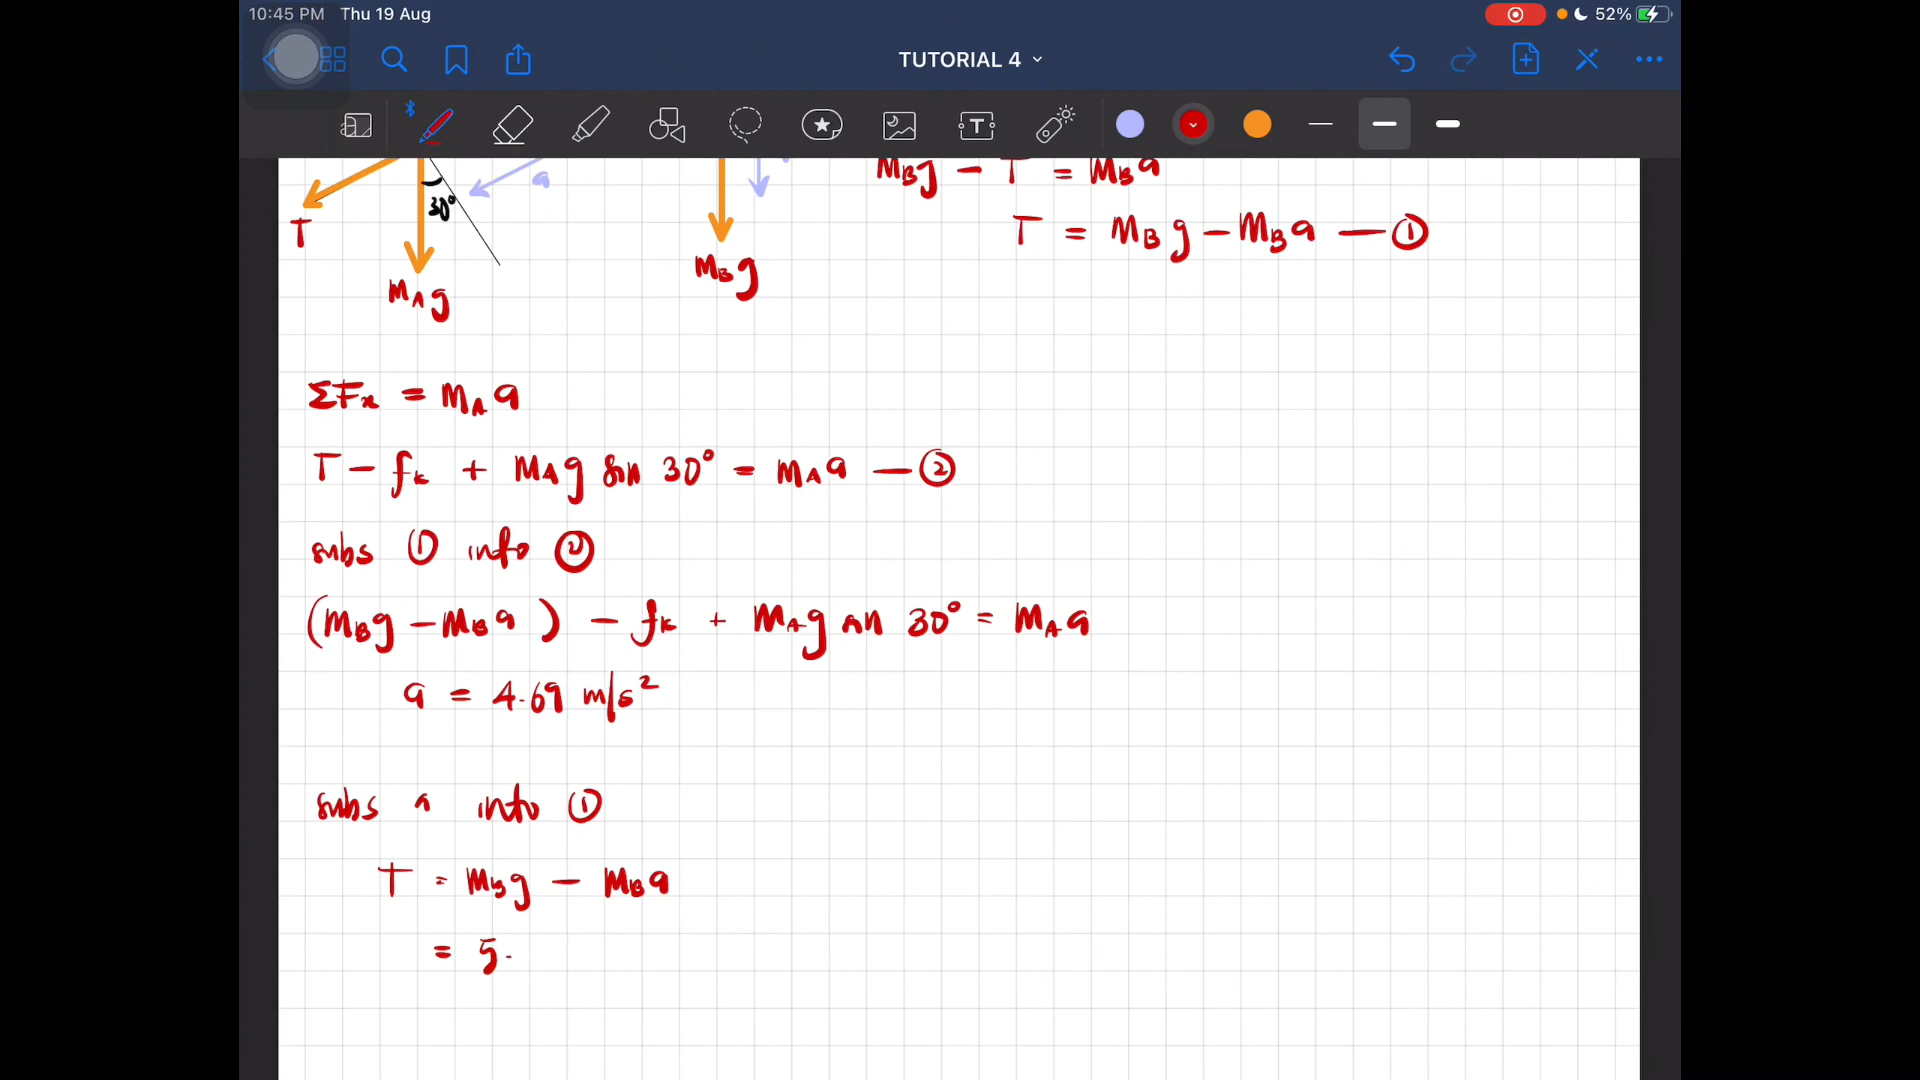 10:45 PM Thu 19 Aug
52%
TUTORIAL 4
T
30°
a
mAg
mBg
mBg − T = mBa
T = mBg − mBa — ①
ΣFx = mAa
T − fk + mAg sin 30° = mAa — ②
subs ① into ②
(mBg − mBa) − fk + mAg sin 30° = mAa
a = 4.69 m/s²
subs a into ①
T = mBg − mBa
= 5.